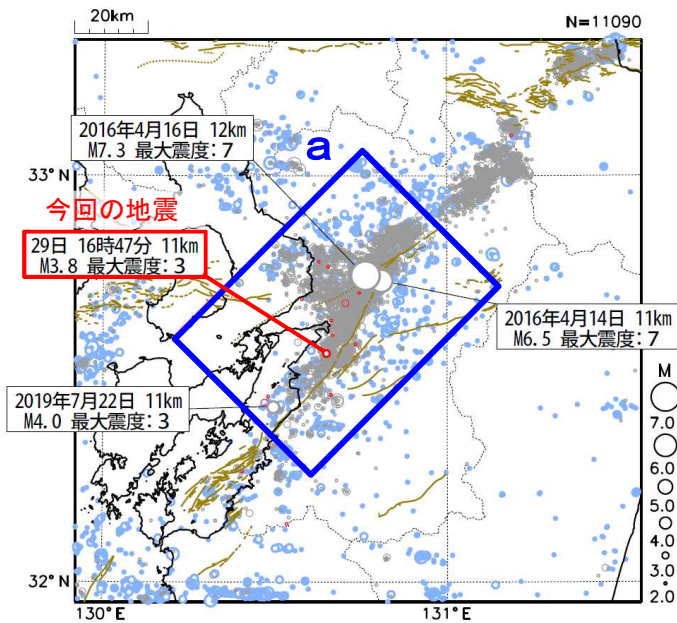 20km
N=11090
2016年4月16日 12km
M7.3 最大震度：7
a
33°N
今回の地震
29日 16時47分 11km
M3.8 最大震度：3
2016年4月14日 11km
M6.5 最大震度：7
2019年7月22日 11km
M4.0 最大震度：3
M
7.0
6.0
5.0
4.0
3.0
2.0
32°N
130°E
131°E